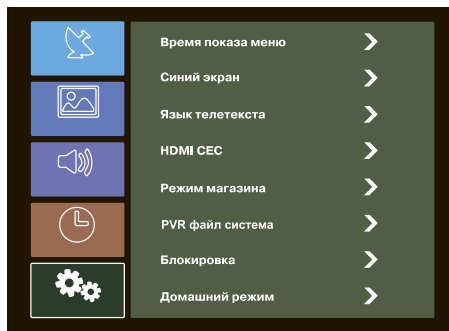 Время показа меню
Синий экран
Язык телетекста
HDMI CEC
Режим магазина
PVR файл система
Блокировка
Домашний режим